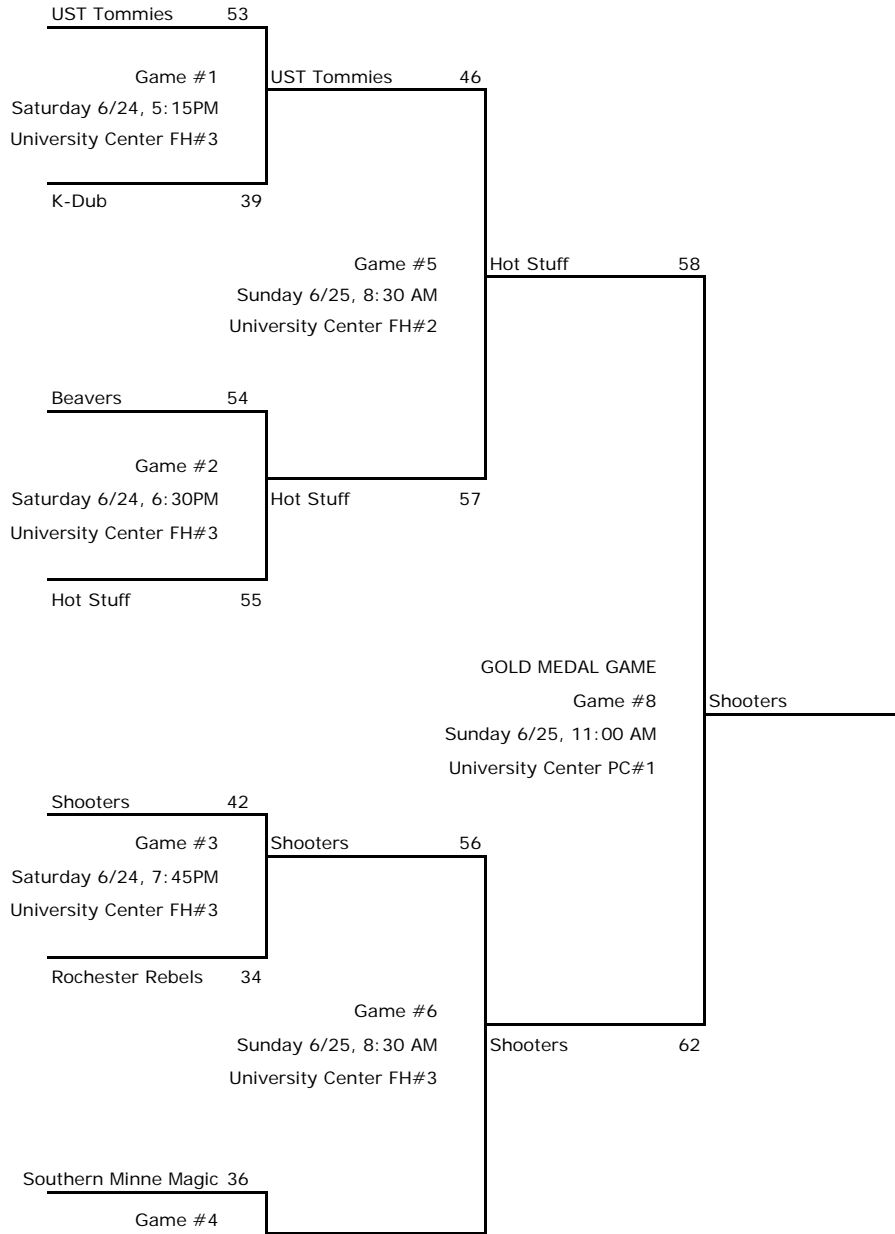 UST Tommies 53
Game #1
UST Tommies 46
Saturday 6/24, 5:15PM
University Center FH#3
K-Dub 39
Game #5
Hot Stuff 58
Sunday 6/25, 8:30 AM
University Center FH#2
Beavers 54
Game #2
Saturday 6/24, 6:30PM
Hot Stuff 57
University Center FH#3
Hot Stuff 55
GOLD MEDAL GAME
Game #8
Shooters
Sunday 6/25, 11:00 AM
University Center PC#1
Shooters 42
Game #3
Shooters 56
Saturday 6/24, 7:45PM
University Center FH#3
Rochester Rebels 34
Game #6
Sunday 6/25, 8:30 AM
Shooters 62
University Center FH#3
Southern Minne Magic 36
Game #4